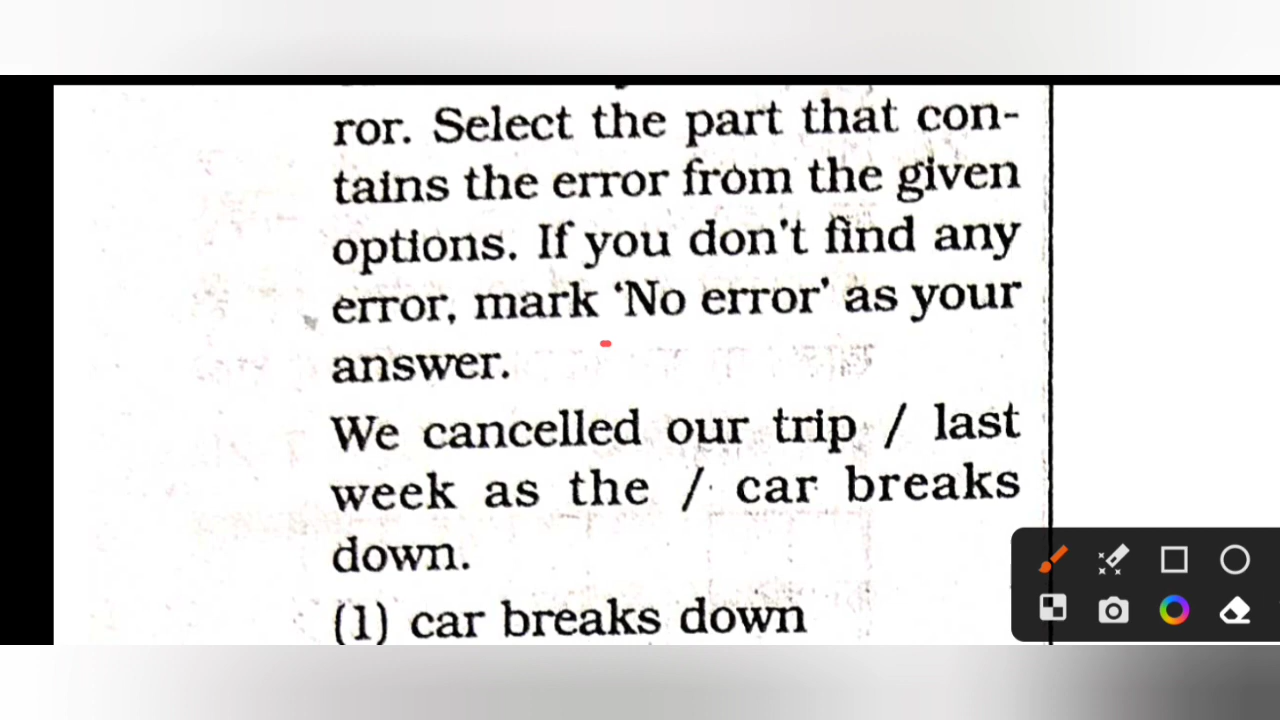 ror. Select the part that con-
tains the error from the given
options. If you don't find any
error, mark ‘No error’ as your
answer.
We cancelled our trip / last
week as the / car breaks
down.
(1) car breaks down